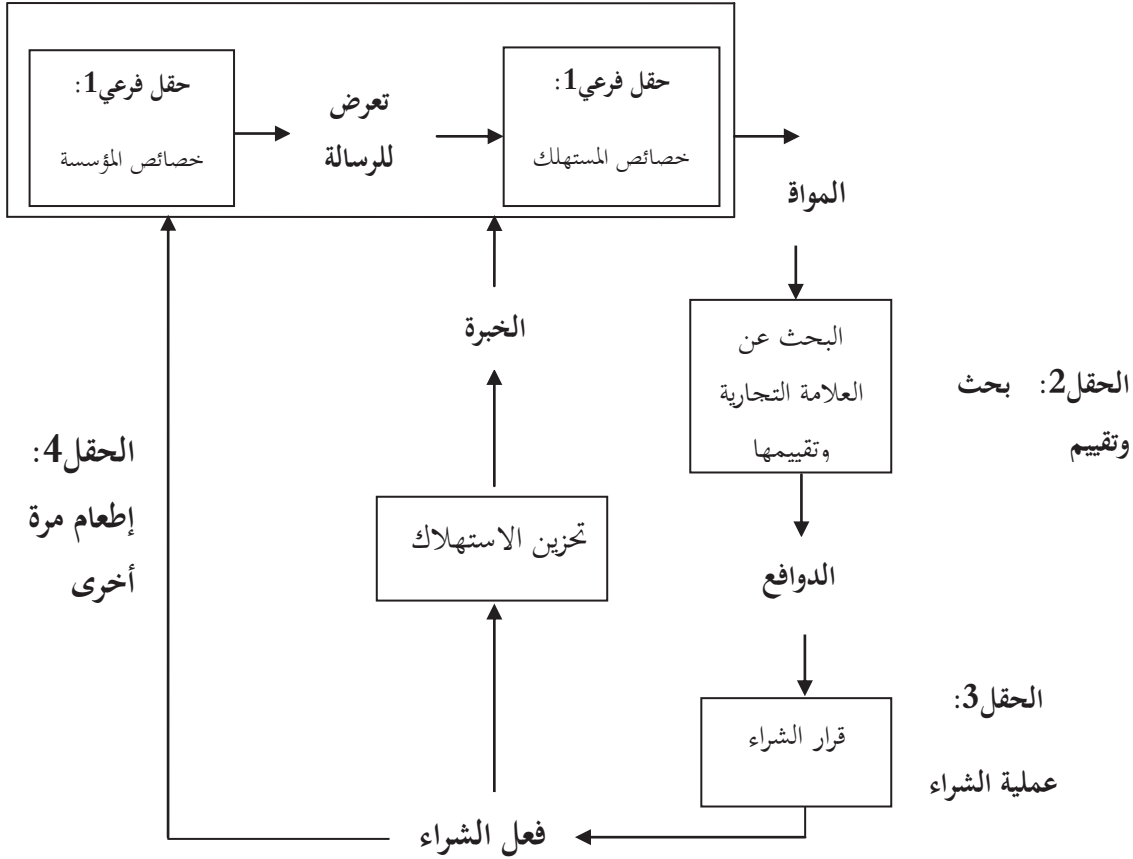 حقل فرعي1:
خصائص المستهلك
تعرض
للرسالة
حقل فرعي1:
خصائص المؤسسة
المواق
البحث عن
العلامة التجارية
وتقييمها
الحقل2: بحث
وتقييم
الدوافع
الحقل3:
عملية الشراء
قرار الشراء
فعل الشراء
تخزين الاستهلاك
الخبرة
الحقل4:
إطعام مرة
أخرى